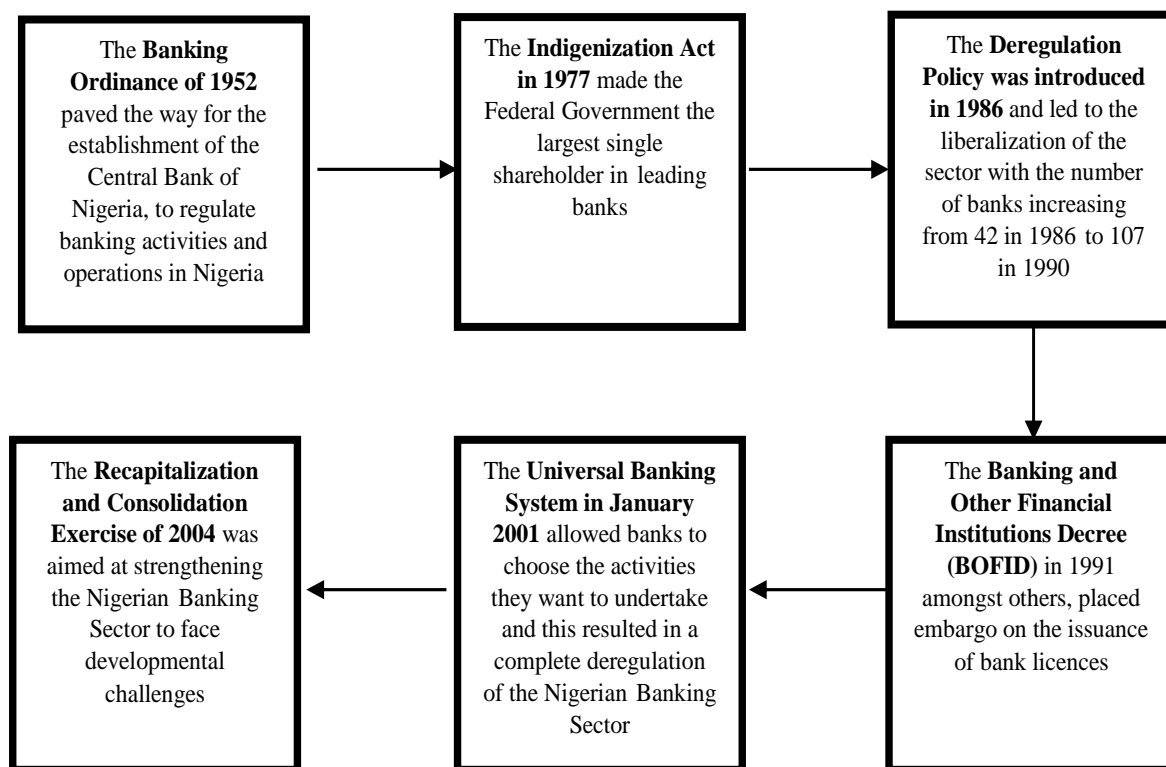 The Banking
Ordinance of 1952
paved the way for the
establishment of the
Central Bank of
Nigeria, to regulate
banking activities and
operations in Nigeria
The Indigenization Act
in 1977 made the
Federal Government the
largest single
shareholder in leading
banks
The Deregulation
Policy was introduced
in 1986 and led to the
liberalization of the
sector with the number
of banks increasing
from 42 in 1986 to 107
in 1990
The Banking and
Other Financial
Institutions Decree
(BOFID) in 1991
amongst others, placed
embargo on the issuance
of bank licences
The Universal Banking
System in January
2001 allowed banks to
choose the activities
they want to undertake
and this resulted in a
complete deregulation
of the Nigerian Banking
Sector
The Recapitalization
and Consolidation
Exercise of 2004 was
aimed at strengthening
the Nigerian Banking
Sector to face
developmental
challenges